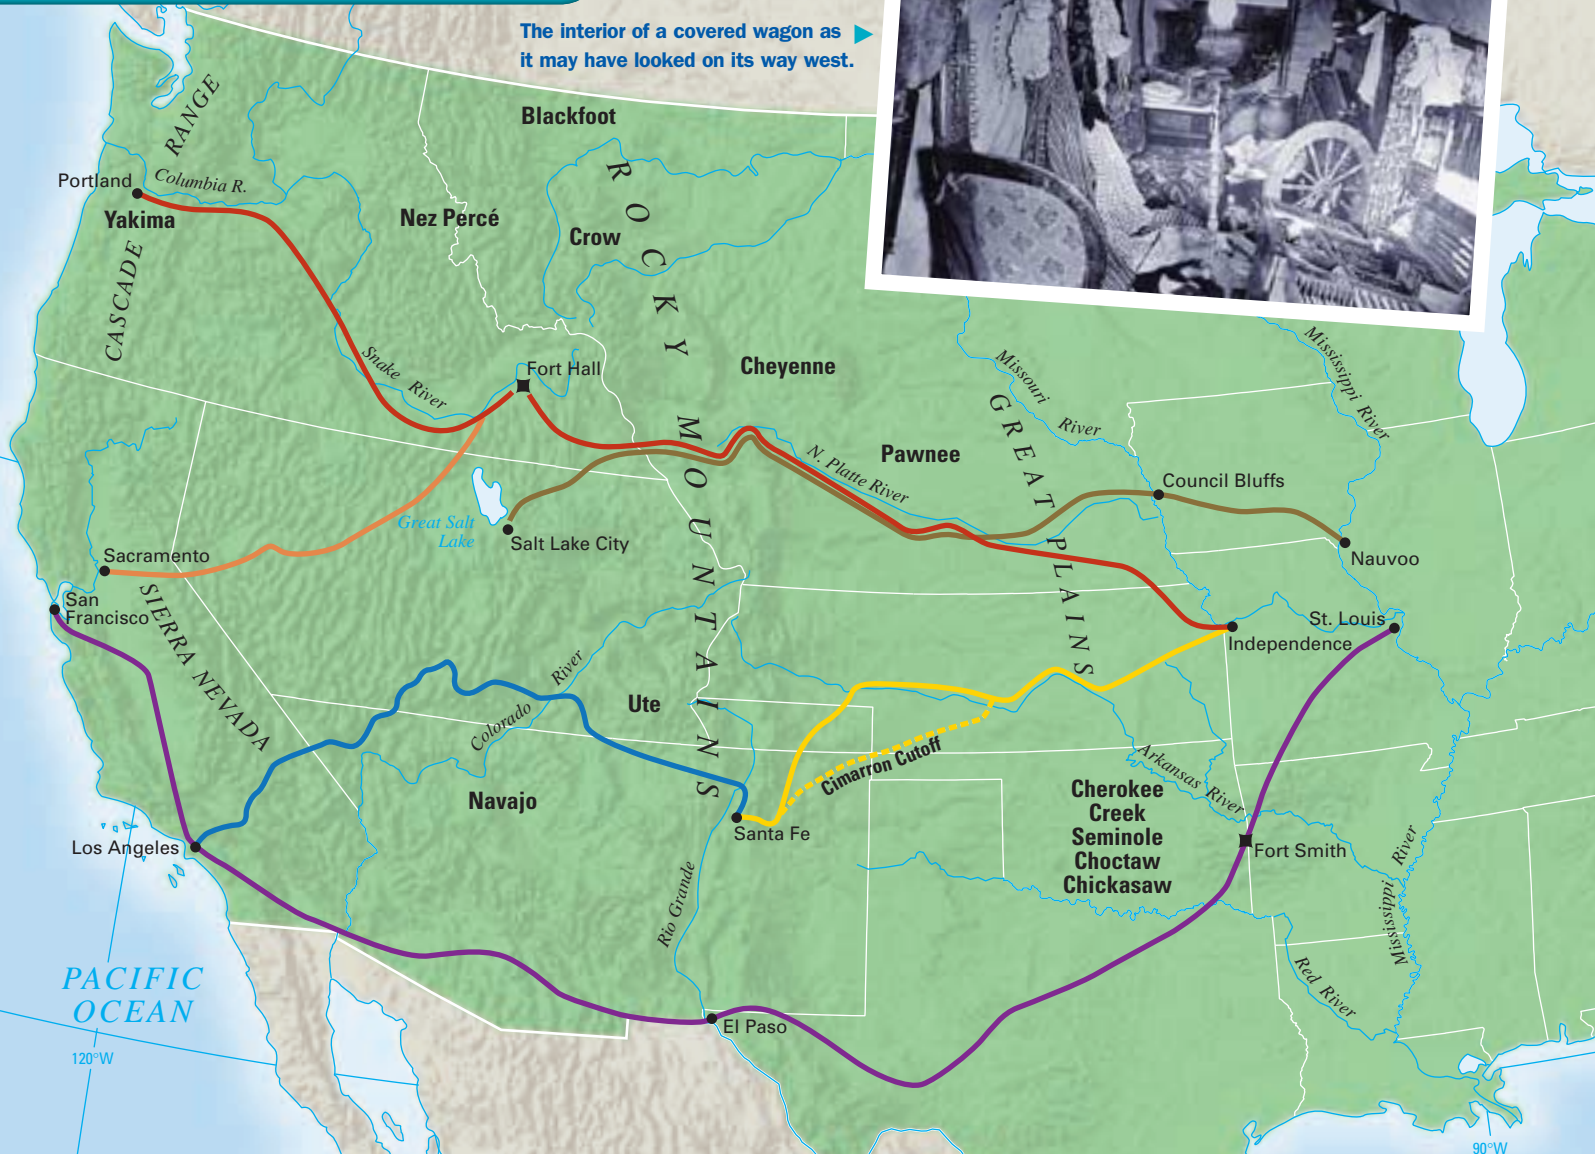 The interior of a covered wagon as ▶
it may have looked on its way west.
Blackfoot
RANGE
CASCADE
Portland
Columbia R.
Yakima
Nez Percé
Crow
ROCKY MOUNTAINS
Cheyenne
Snake River
Fort Hall
Missouri River
Mississippi River
GREAT PLAINS
N. Platte River
Pawnee
Council Bluffs
Great Salt
Lake
Salt Lake City
Nauvoo
Sacramento
San
Francisco
SIERRA NEVADA
St. Louis
Independence
Colorado River
Ute
Cimarron Cutoff
Arkansas River
Navajo
Santa Fe
Cherokee
Creek
Seminole
Choctaw
Chickasaw
Los Angeles
Fort Smith
Rio Grande
Mississippi River
Red River
PACIFIC
OCEAN
El Paso
120°W
90°W